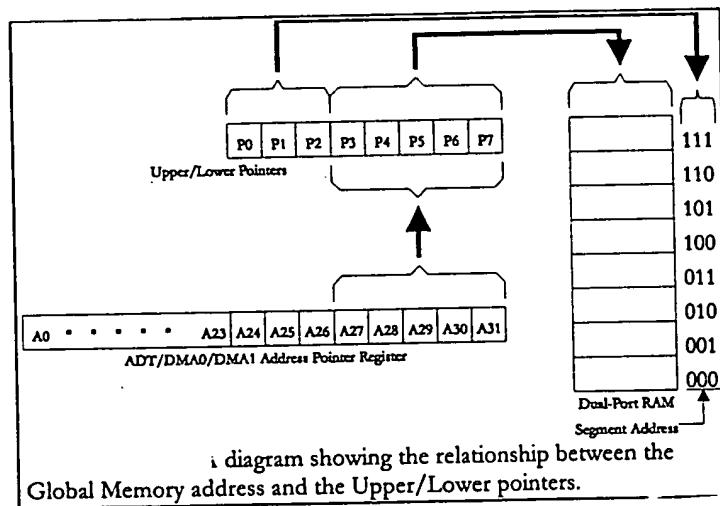 P0 P1 P2 P3 P4 P5 P6 P7
Upper/Lower Pointers
111
110
101
100
011
010
001
000
A0 • • • • • A23 A24 A25 A26 A27 A28 A29 A30 A31
ADT/DMA0/DMA1 Address Pointer Register
Dual-Port RAM
Segment Address
diagram showing the relationship between the
Global Memory address and the Upper/Lower pointers.